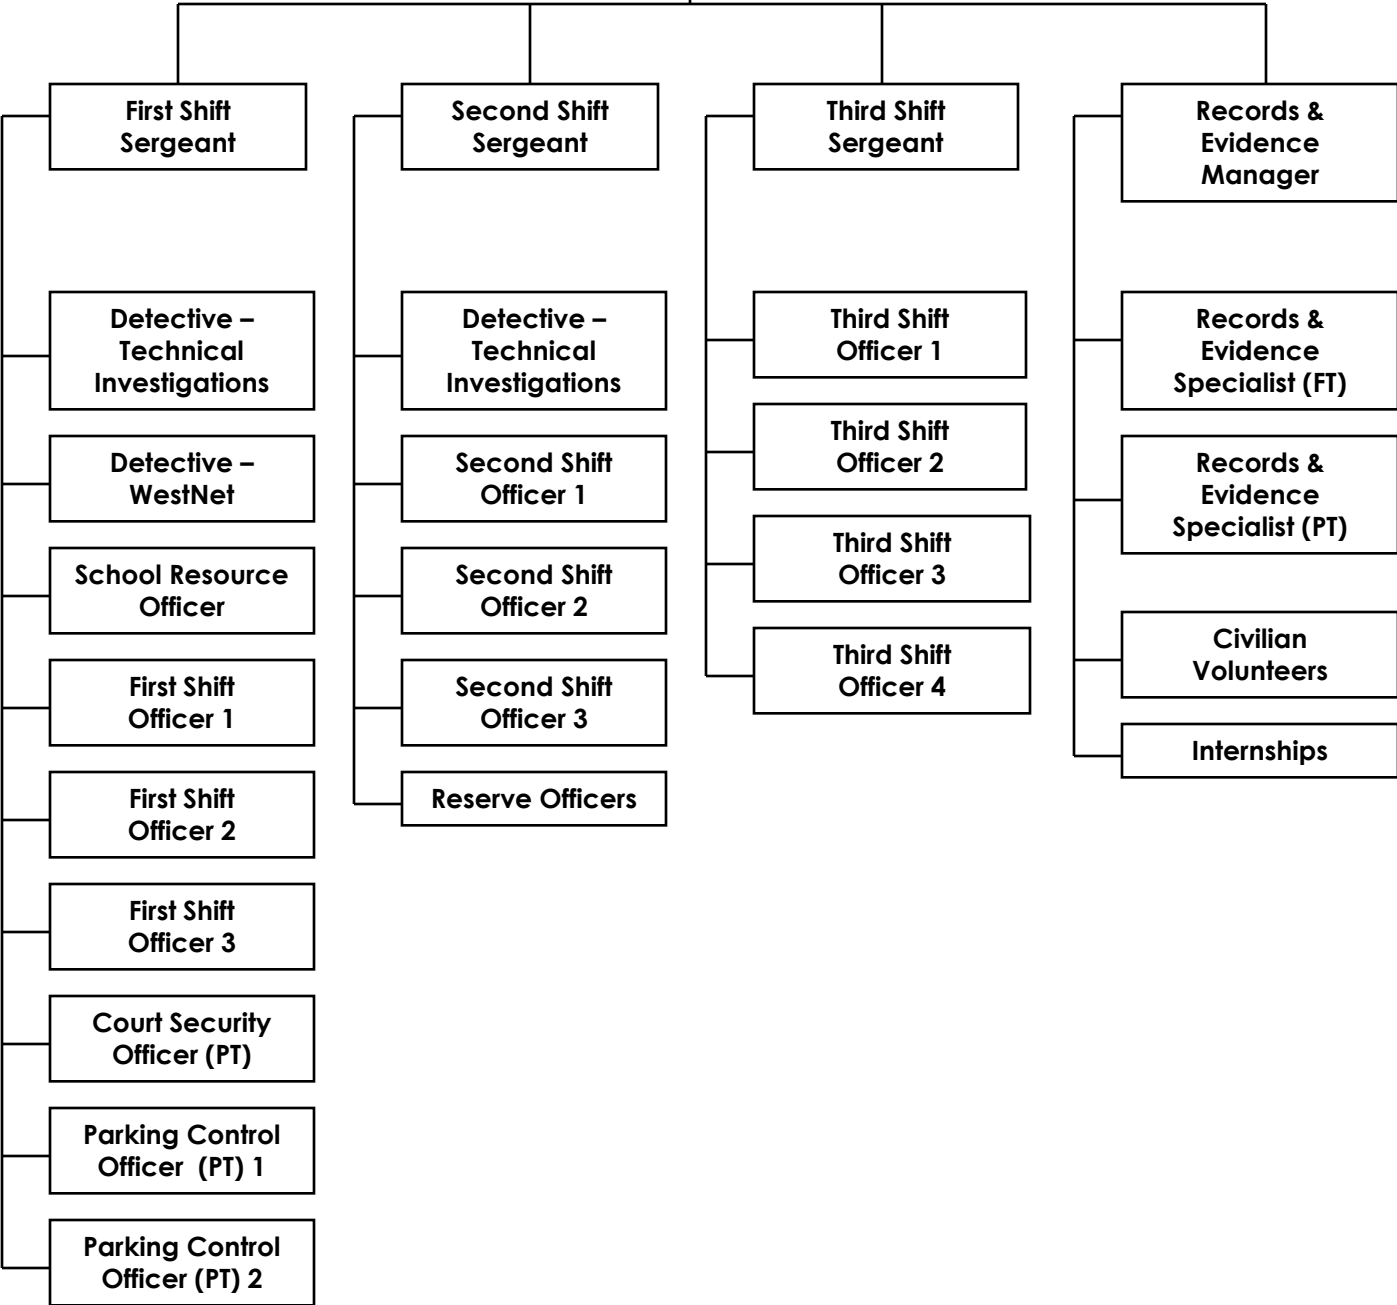 First Shift
Sergeant
Detective –
Technical
Investigations
Detective –
WestNet
School Resource
Officer
First Shift
Officer 1
First Shift
Officer 2
First Shift
Officer 3
Court Security
Officer (PT)
Parking Control
Officer  (PT) 1
Parking Control
Officer (PT) 2
Second Shift
Sergeant
Detective –
Technical
Investigations
Second Shift
Officer 1
Second Shift
Officer 2
Second Shift
Officer 3
Reserve Officers
Third Shift
Sergeant
Third Shift
Officer 1
Third Shift
Officer 2
Third Shift
Officer 3
Third Shift
Officer 4
Records &
Evidence
Manager
Records &
Evidence
Specialist (FT)
Records &
Evidence
Specialist (PT)
Civilian
Volunteers
Internships